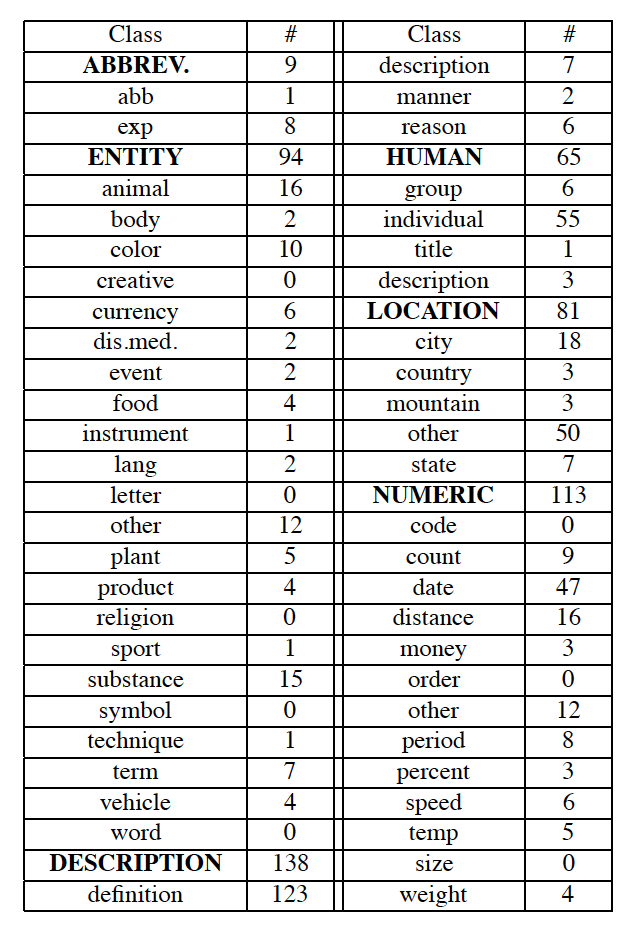 Class # Class #
ABBREV. 9 description 7
abb 1 manner 2
exp 8 reason 6
ENTITY 94 HUMAN 65
animal 16 group 6
body 2 individual 55
color 10 title 1
creative 0 description 3
currency 6 LOCATION 81
dis.med. 2 city 18
event 2 country 3
food 4 mountain 3
instrument 1 other 50
lang 2 state 7
letter 0 NUMERIC 113
other 12 code 0
plant 5 count 9
product 4 date 47
religion 0 distance 16
sport 1 money 3
substance 15 order 0
symbol 0 other 12
technique 1 period 8
term 7 percent 3
vehicle 4 speed 6
word 0 temp 5
DESCRIPTION 138 size 0
definition 123 weight 4